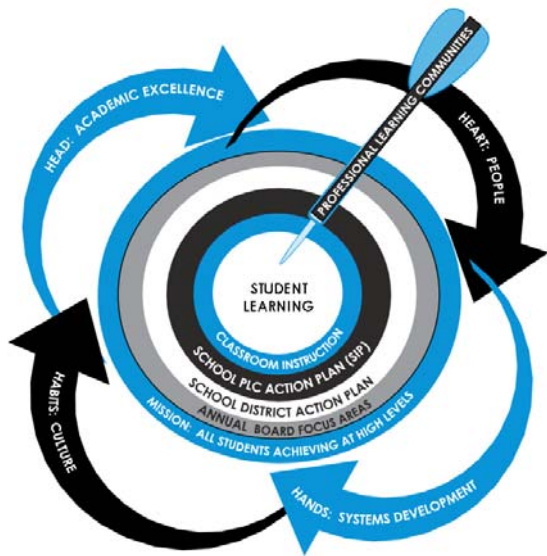 HEAD: ACADEMIC EXCELLENCE
PROFESSIONAL LEARNING COMMUNITIES
HEART: PEOPLE
STUDENT
LEARNING
CLASSROOM INSTRUCTION
SCHOOL PLC ACTION PLAN (SIP)
SCHOOL DISTRICT ACTION PLAN
ANNUAL BOARD FOCUS AREAS
MISSION: ALL STUDENTS ACHIEVING AT HIGH LEVELS
HABITS: CULTURE
HANDS: SYSTEMS DEVELOPMENT